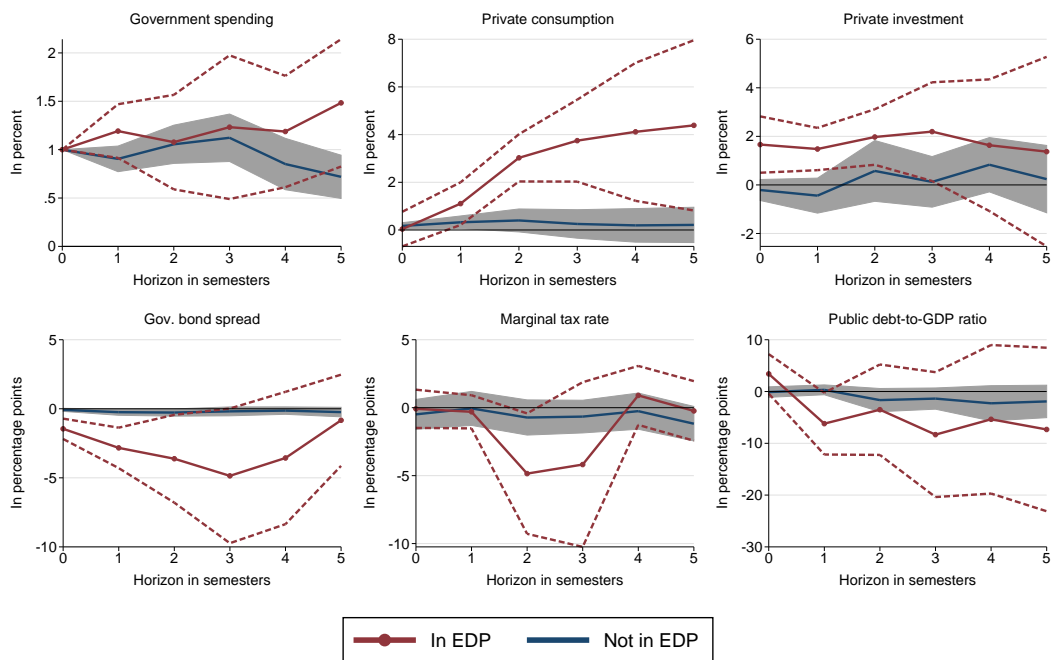 Government spending
Private consumption
Private investment
In percent
2
1.5
1
.5
0
0 1 2 3 4 5
Horizon in semesters
In percent
8
6
4
2
0
0 1 2 3 4 5
Horizon in semesters
In percent
6
4
2
0
-2
0 1 2 3 4 5
Horizon in semesters
Gov. bond spread
Marginal tax rate
Public debt-to-GDP ratio
In percentage points
5
0
-5
-10
0 1 2 3 4 5
Horizon in semesters
In percentage points
5
0
-5
-10
0 1 2 3 4 5
Horizon in semesters
In percentage points
10
0
-10
-20
-30
0 1 2 3 4 5
Horizon in semesters
In EDP Not in EDP